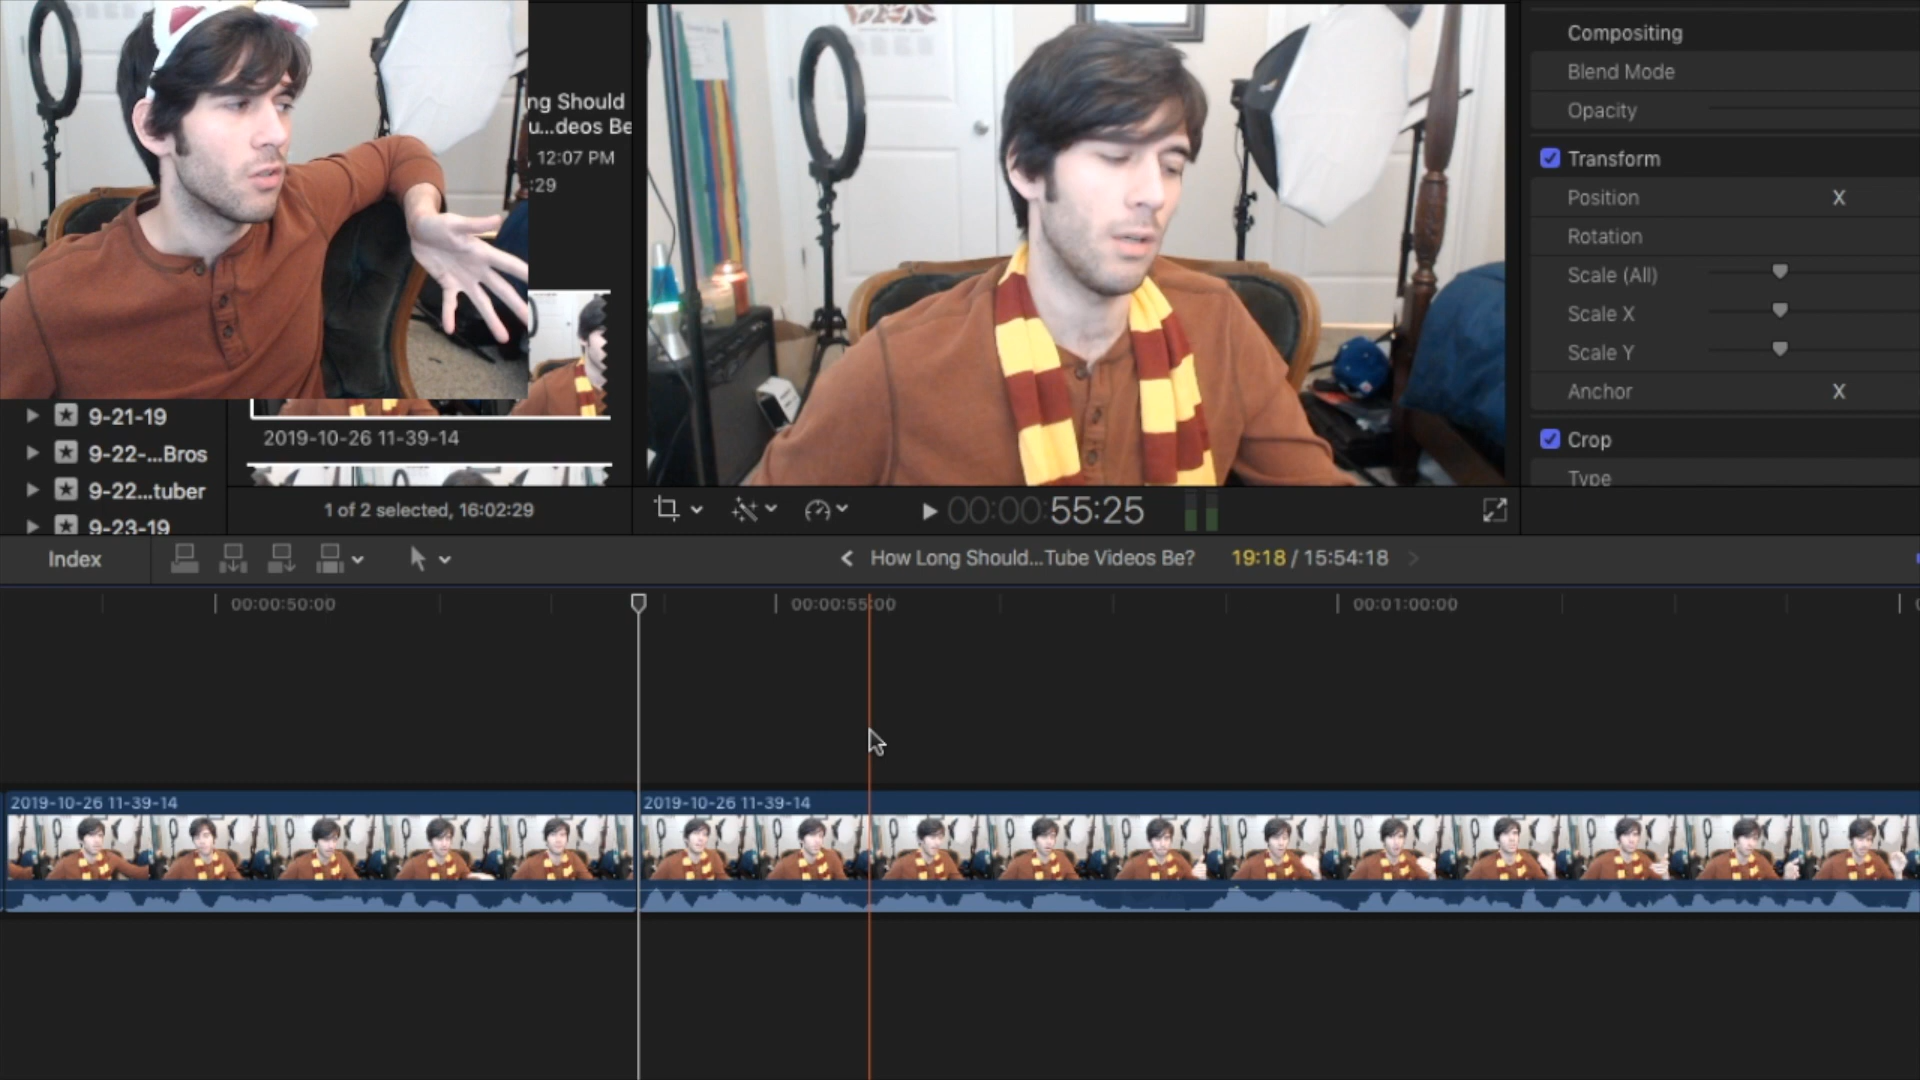 ng Should
u...deos Be
12:07 PM
:29
9-21-19
9-22-...Bros
9-22...tuber
9-23-19
2019-10-26 11-39-14
1 of 2 selected, 16:02:29
00:00:55:25
Compositing
Blend Mode
Opacity
Transform
Position X
Rotation
Scale (All)
Scale X
Scale Y
Anchor X
Crop
Type
Index
How Long Should...Tube Videos Be? 19:18 / 15:54:18
00:00:50:00
00:00:55:00
00:01:00:00
2019-10-26 11-39-14
2019-10-26 11-39-14